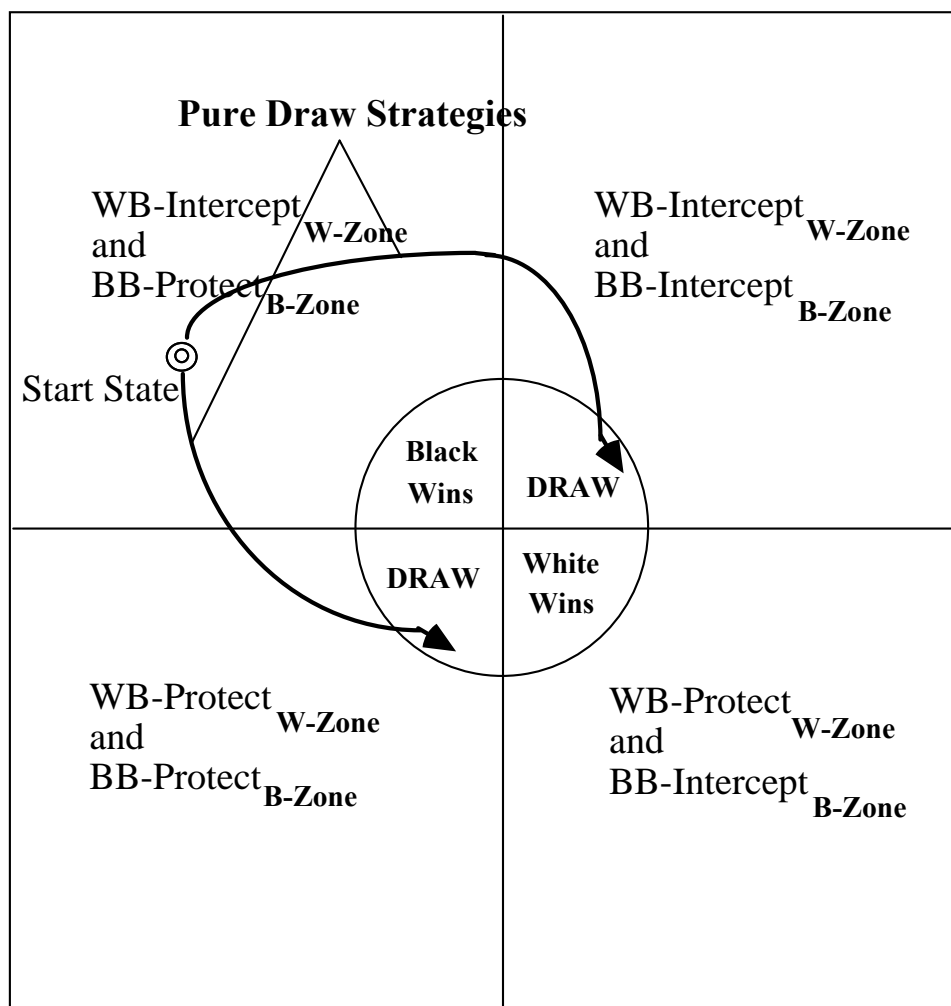 Pure Draw Strategies
WB-Intercept W-Zone
and
BB-Protect B-Zone
WB-Intercept W-Zone
and
BB-Intercept B-Zone
Start State
Black
Wins
DRAW
DRAW
White
Wins
WB-Protect W-Zone
and
BB-Protect B-Zone
WB-Protect W-Zone
and
BB-Intercept B-Zone